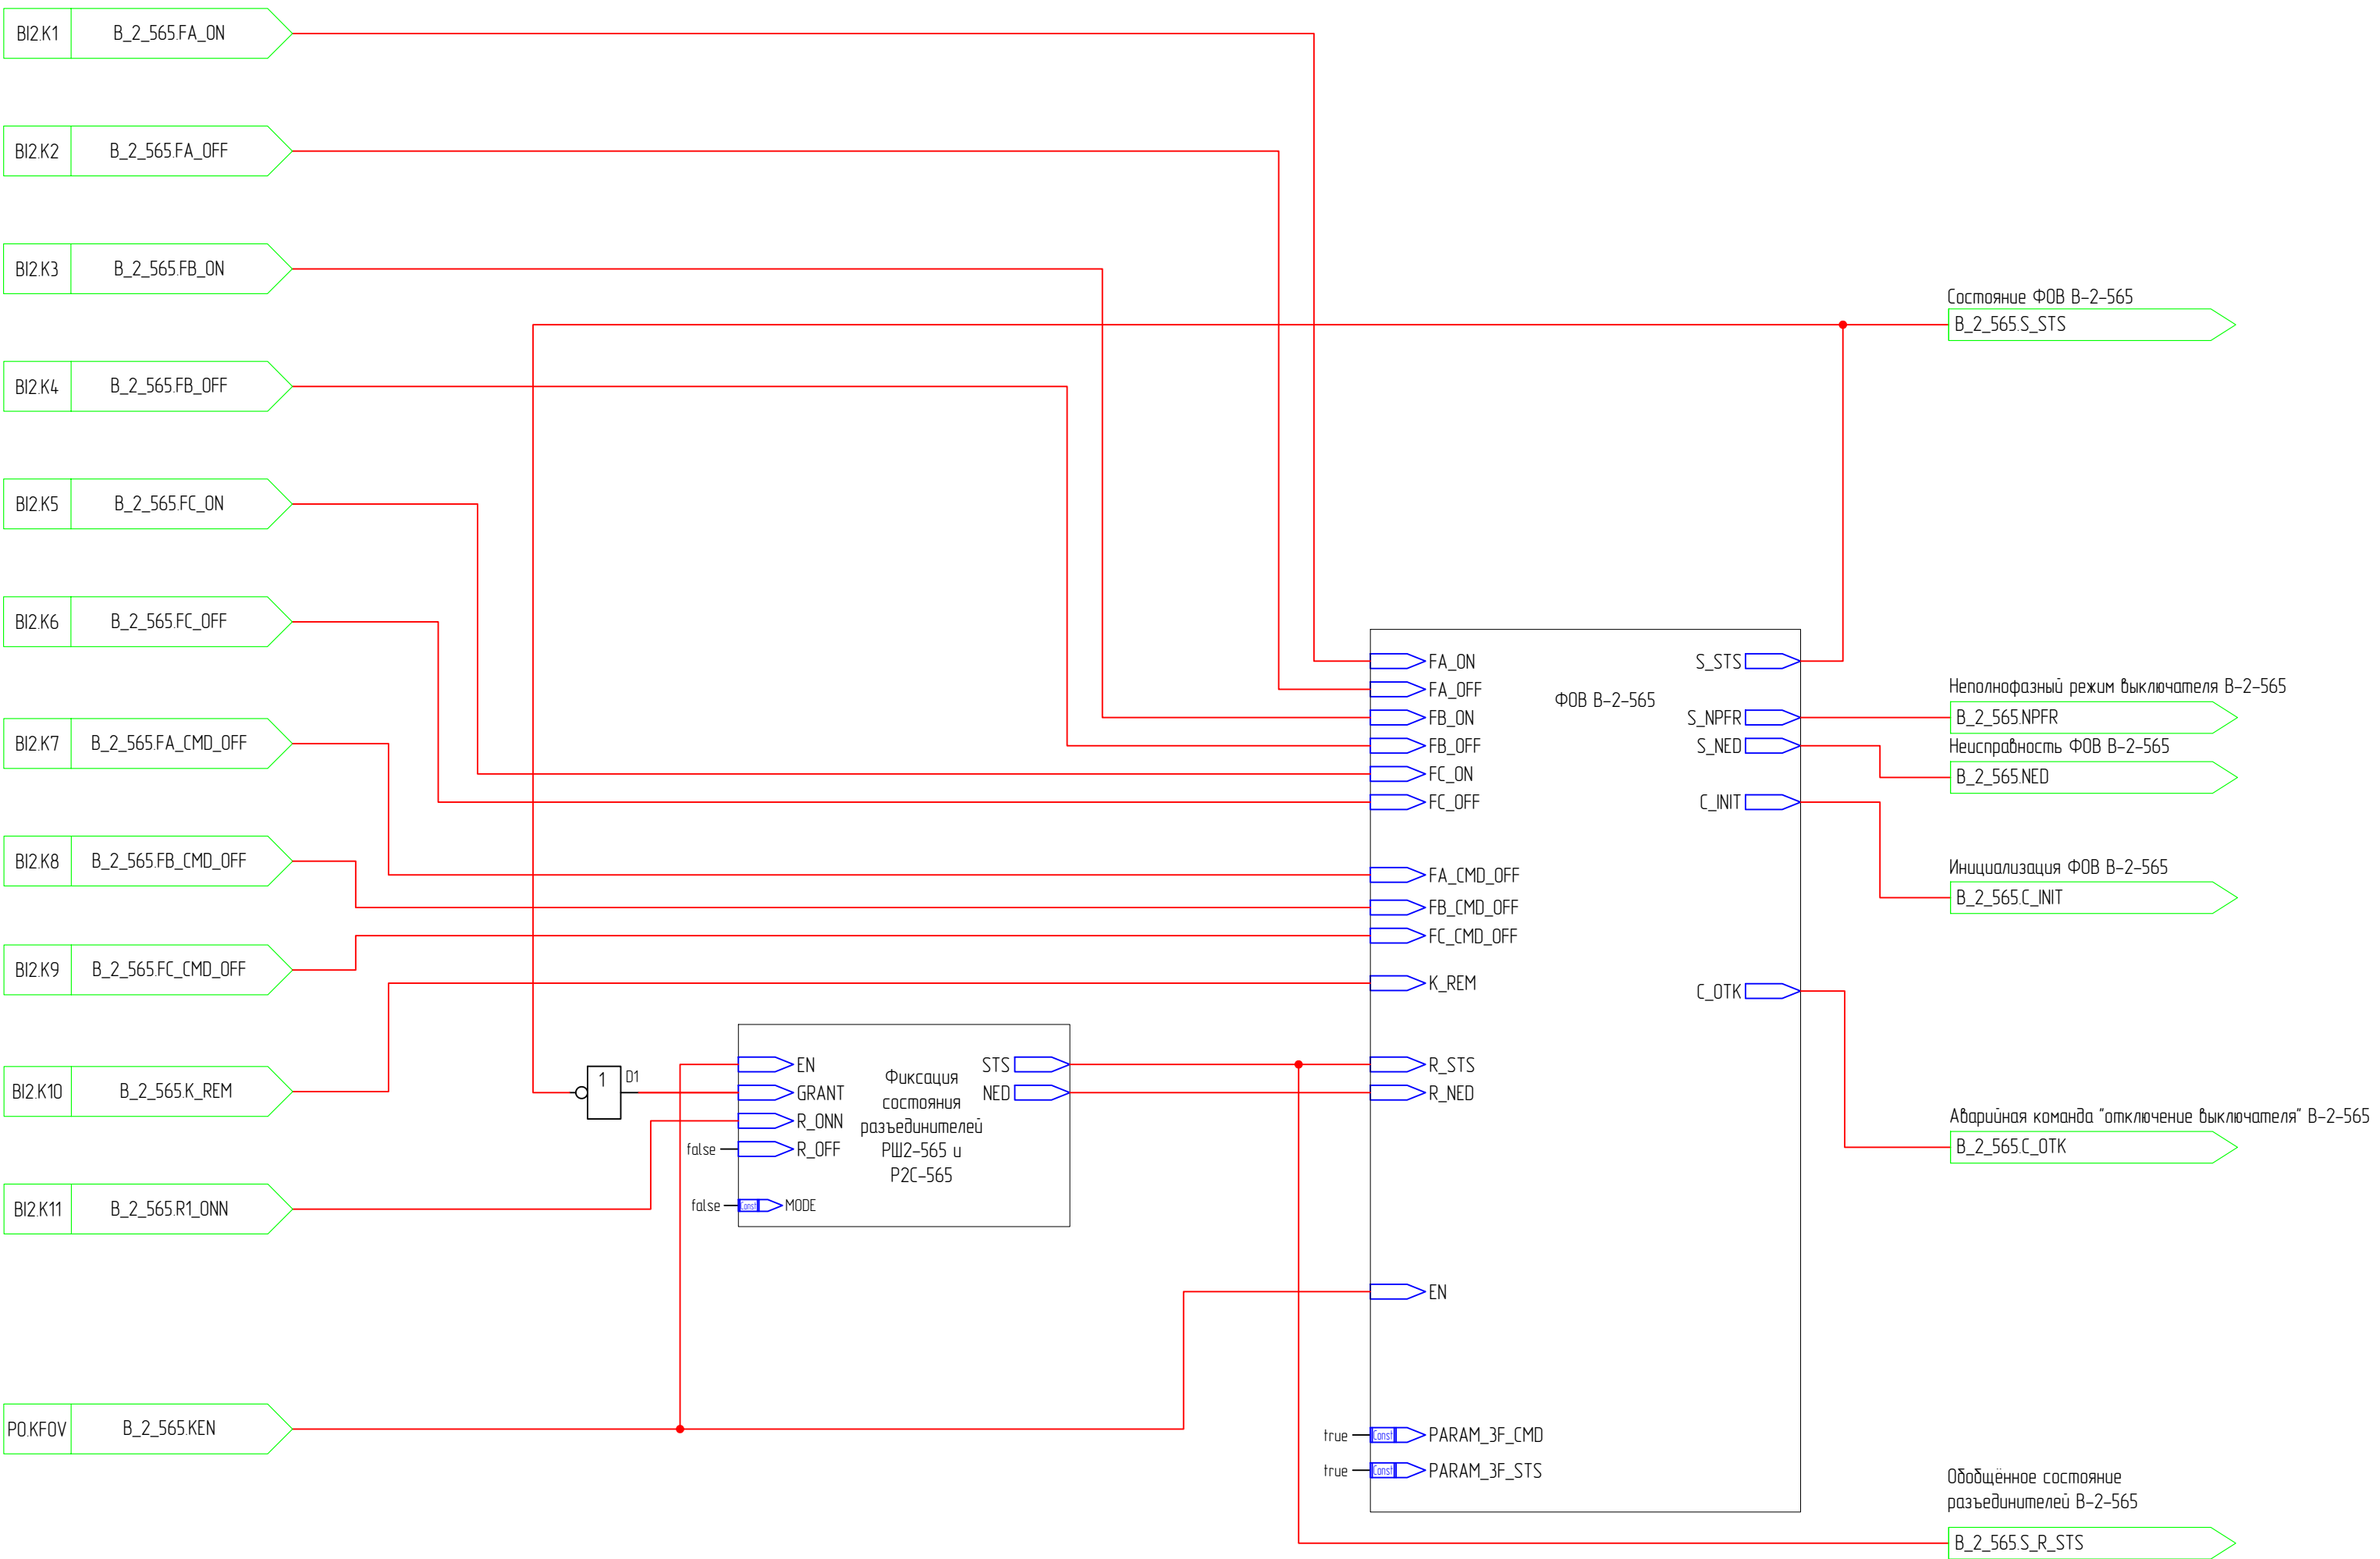 BI2.K1 B_2_565.FA_ON
BI2.K2 B_2_565.FA_OFF
BI2.K3 B_2_565.FB_ON
BI2.K4 B_2_565.FB_OFF
BI2.K5 B_2_565.FC_ON
BI2.K6 B_2_565.FC_OFF
BI2.K7 B_2_565.FA_CMD_OFF
BI2.K8 B_2_565.FB_CMD_OFF
BI2.K9 B_2_565.FC_CMD_OFF
BI2.K10 B_2_565.K_REM
BI2.K11 B_2_565.R1_ONN
PO.KFOV B_2_565.KEN
1 D1
EN
GRANT
R_ONN
false R_OFF
false Const MODE
Фиксация
состояния
разъединителей
РШ2-565 и
Р2С-565
STS
NED
ФОВ В-2-565
FA_ON
FA_OFF
FB_ON
FB_OFF
FC_ON
FC_OFF
FA_CMD_OFF
FB_CMD_OFF
FC_CMD_OFF
K_REM
R_STS
R_NED
EN
true Const PARAM_3F_CMD
true Const PARAM_3F_STS
S_STS
S_NPFR
S_NED
C_INIT
C_OTK
Состояние ФОВ В-2-565
B_2_565.S_STS
Неполнофазный режим выключателя В-2-565
B_2_565.NPFR
Неисправность ФОВ В-2-565
B_2_565.NED
Инициализация ФОВ В-2-565
B_2_565.C_INIT
Аварийная команда "отключение выключателя" В-2-565
B_2_565.C_OTK
Обобщённое состояние
разъединителей В-2-565
B_2_565.S_R_STS